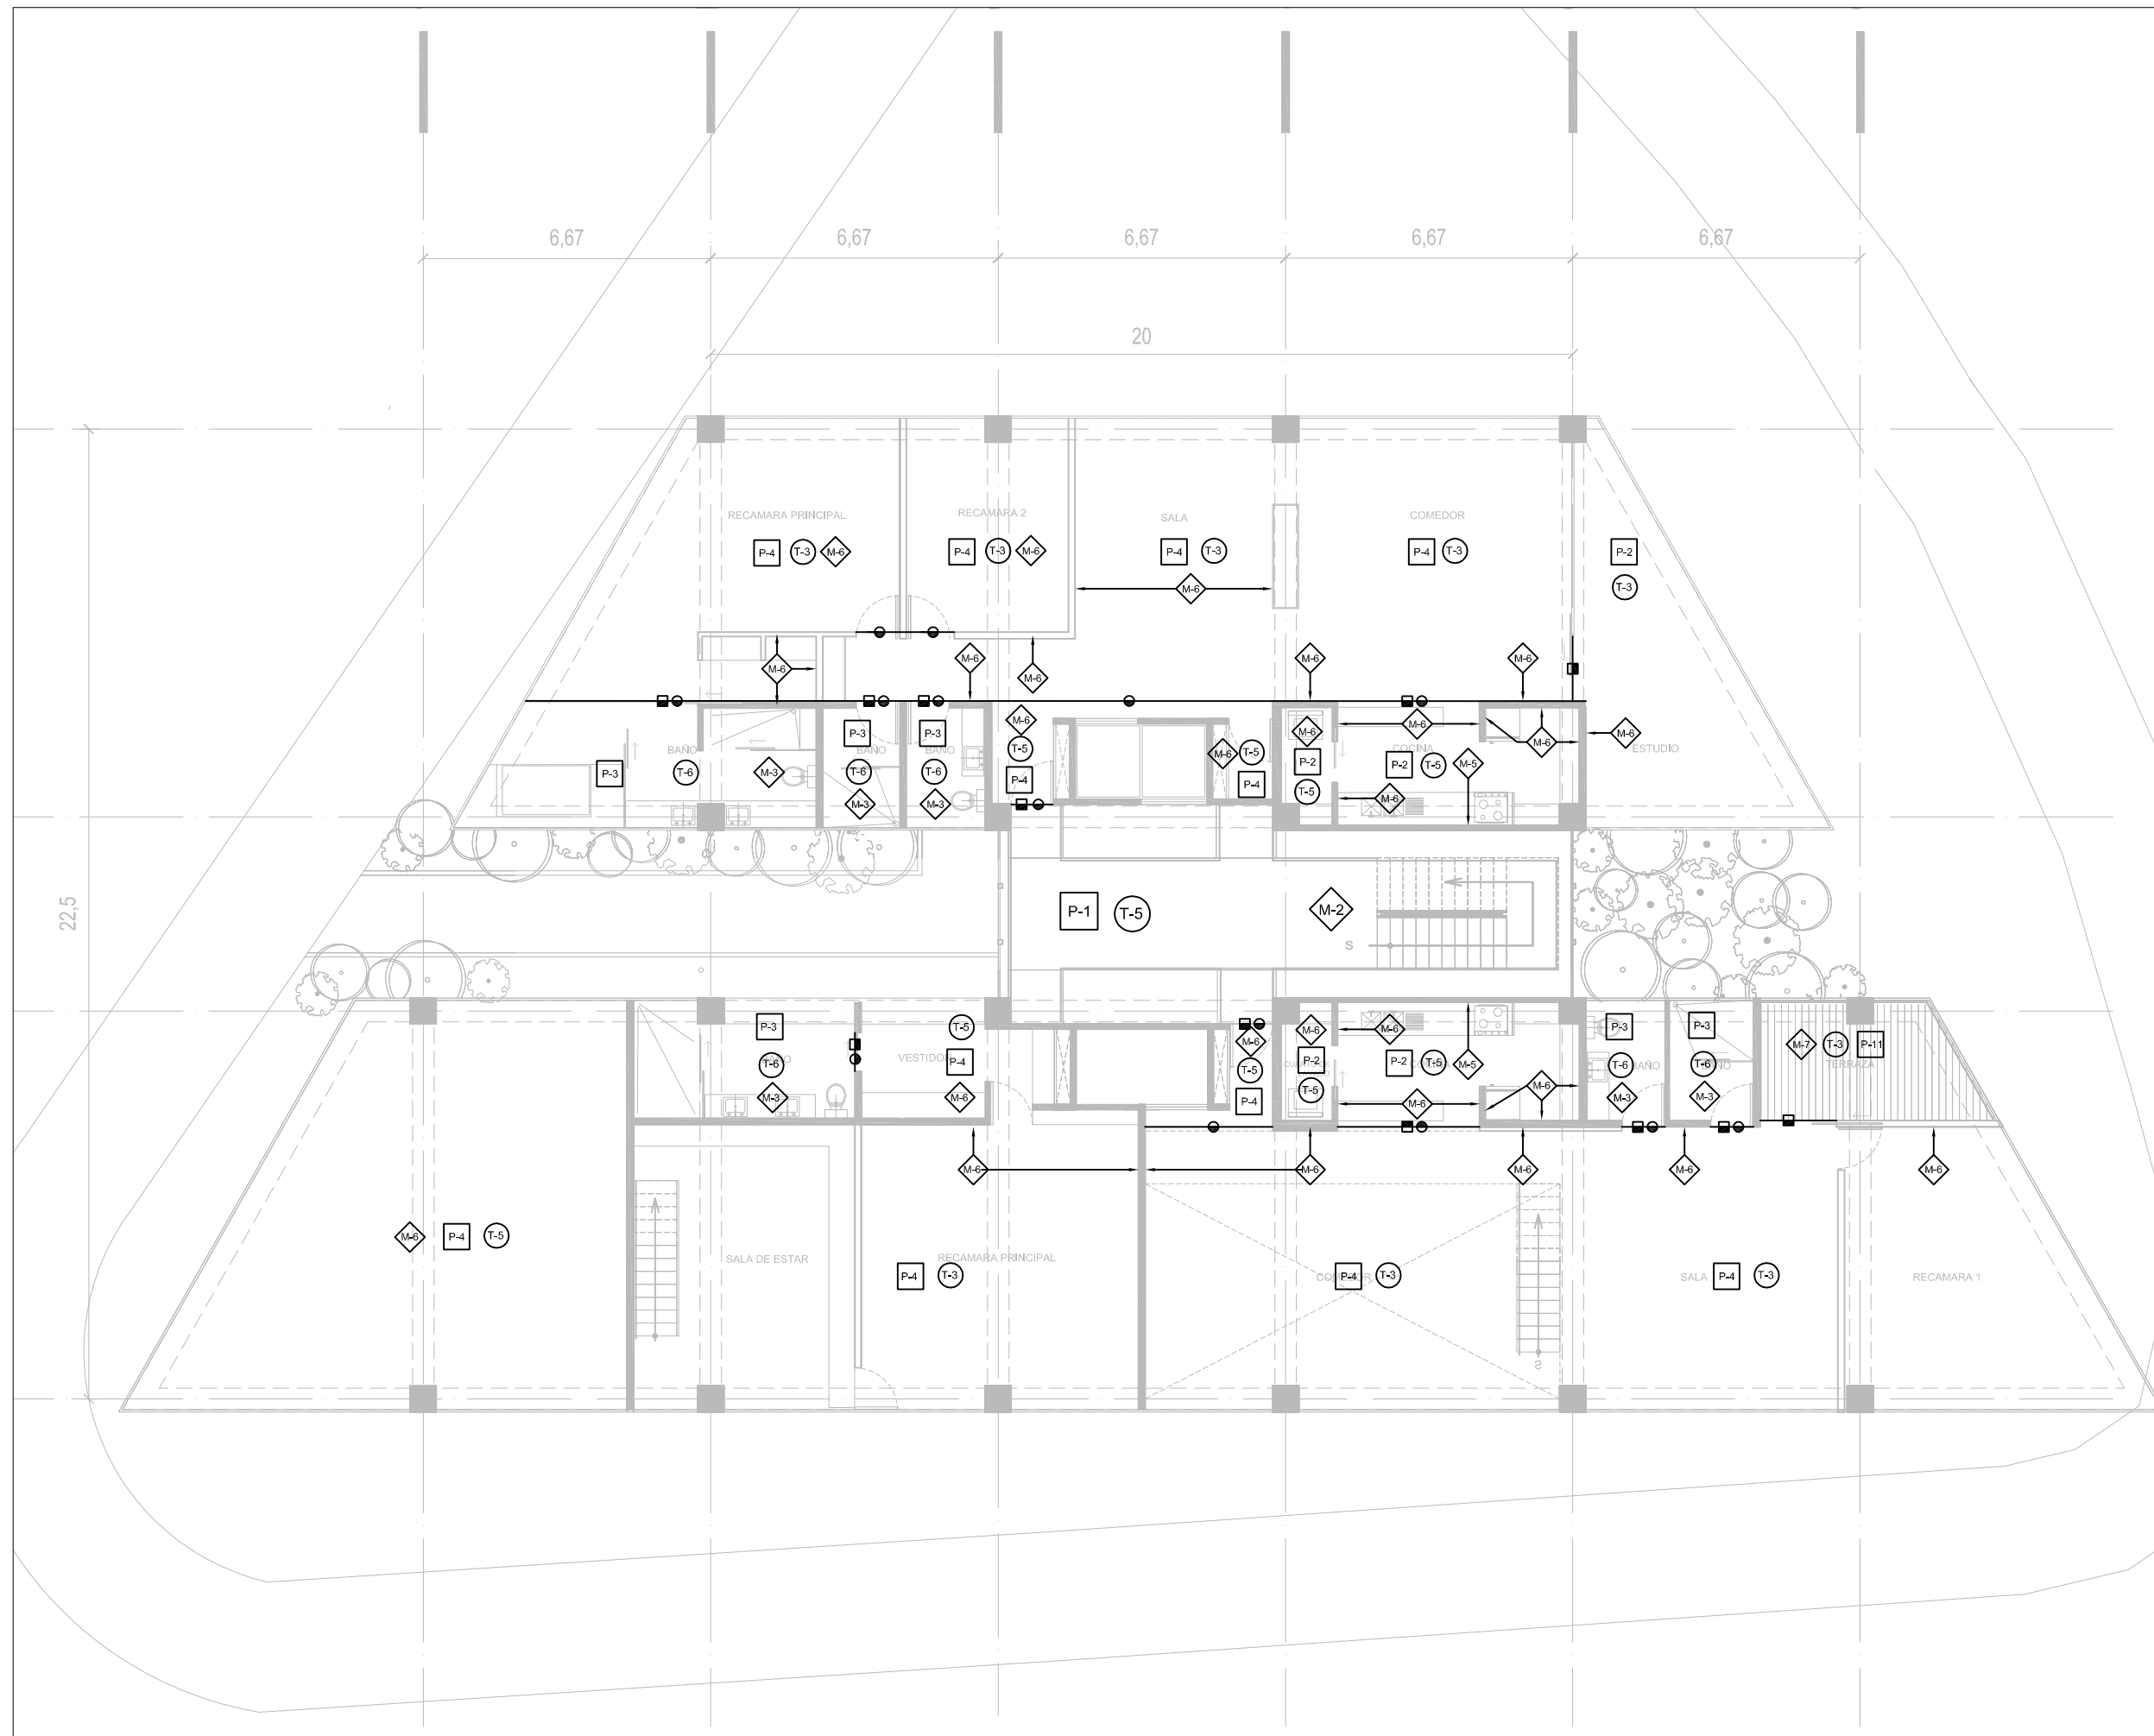 6,67 6,67 6,67 6,67 6,67
20
RECAMARA PRINCIPAL RECAMARA 2 SALA COMEDOR
P-4 T-3 M-6 P-4 T-3 M-6 P-4 T-3 P-4 T-3 P-2
M-6 T-3
M-6 M-6 M-6 M-6
M-6
M-6 M-6
P-3 P-3 M-6 M-6 M-6
BAÑO BAÑO BAÑO T-5 M-6 T-5 COCINA M-6 ESTUDIO
P-3 T-6 M-3 T-6 T-6 P-4 P-4 P-2 P-2 T-5 M-5
M-3 M-3 T-5 M-6
22,5
P-1 T-5 M-2
S
P-3 T-5 M-6 M-6 M-6 P-3 P-3
VESTIDOR P-4 T-5 P-2 P-2 T-5 M-5 M-7 T-3 P-11
T-6 T-6 BAÑO T-6 TERRAZA
M-3 M-6 P-4 T-5 M-6 M-6 M-3 M-3
M-6 M-6 M-6 M-6 M-6
M-6 P-4 T-5
SALA DE ESTAR RECAMARA PRINCIPAL
P-4 T-3 COMEDOR P-4 T-3 SALA P-4 T-3 RECAMARA 1
S